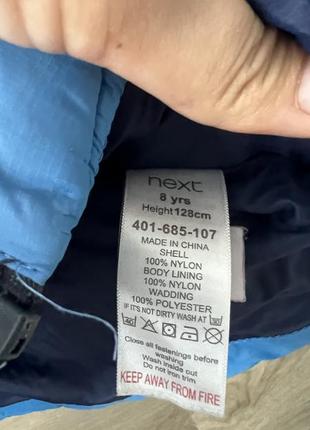 next
8 yrs
Height 128cm
401-685-107
MADE IN CHINA
SHELL
100% NYLON
BODY LINING
100% NYLON
WADDING
100% POLYESTER
IF IT'S NOT DIRTY WASH AT
Close all fastenings before
washing
Wash inside out
Do not iron trim
KEEP AWAY FROM FIRE